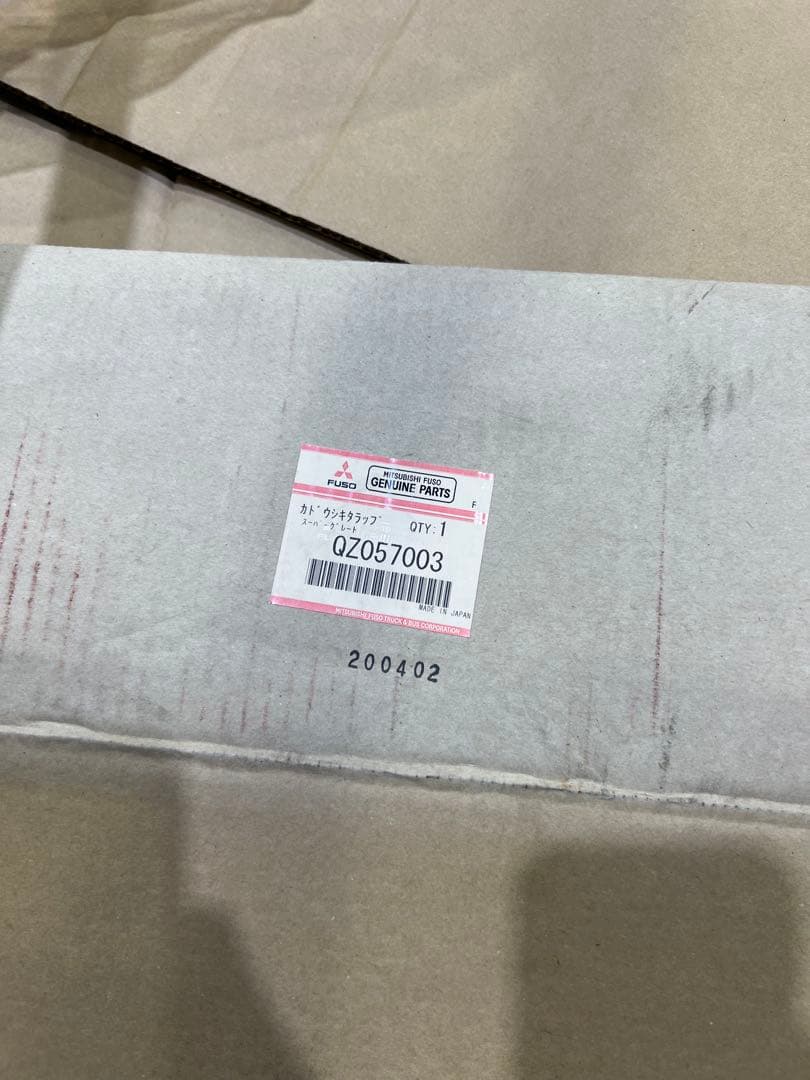 FUSO
MITSUBISHI FUSO
GENUINE PARTS
F
カドウシキタラップ
スーパーグレート
QTY: 1
QZ057003
MADE IN JAPAN
MITSUBISHI FUSO TRUCK & BUS CORPORATION
200402